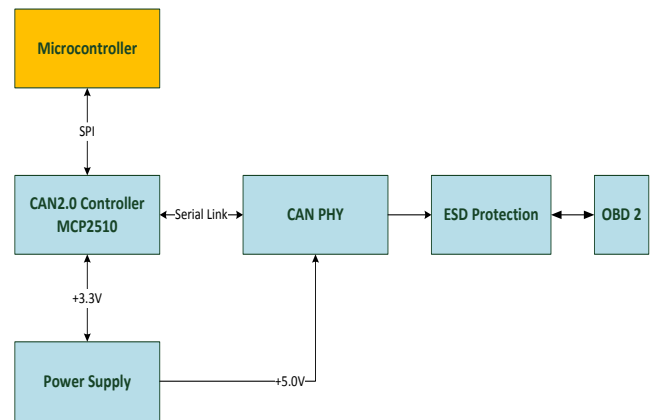 Microcontroller
SPI
CAN2.0 Controller
MCP2510
Serial Link
CAN PHY
ESD Protection
OBD 2
+3.3V
Power Supply
+5.0V